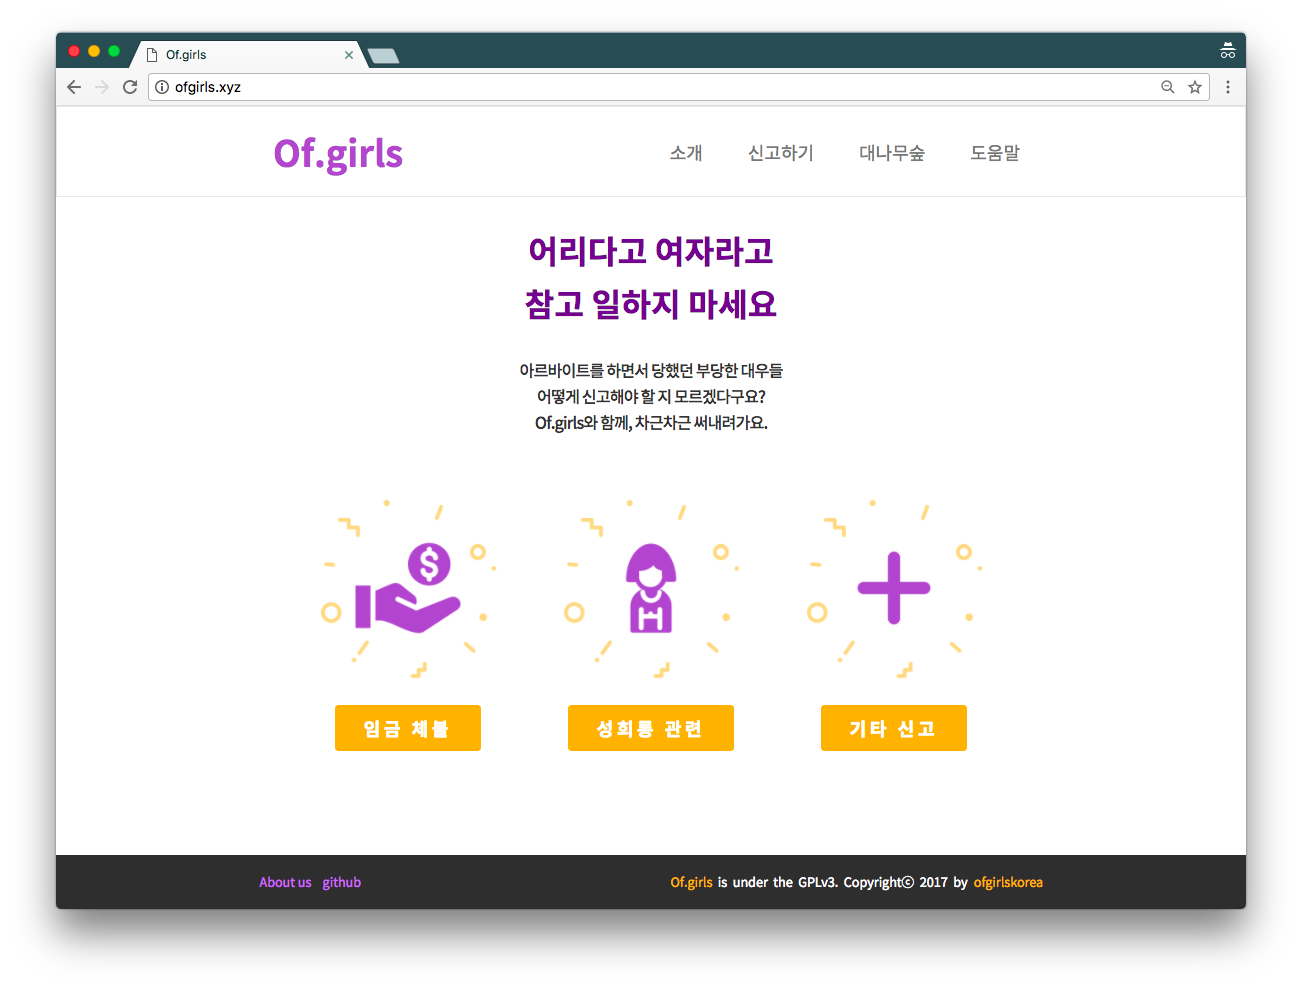 Of.girls
ofgirls.xyz
Of.girls
소개 신고하기 대나무숲 도움말
어리다고 여자라고
참고 일하지 마세요
아르바이트를 하면서 당했던 부당한 대우들
어떻게 신고해야 할 지 모르겠다구요?
Of.girls와 함께, 차근차근 써내려가요.
$
임금 체불 성희롱 관련 기타 신고
About us github Of.girls is under the GPLv3. Copyrightⓒ 2017 by ofgirlskorea